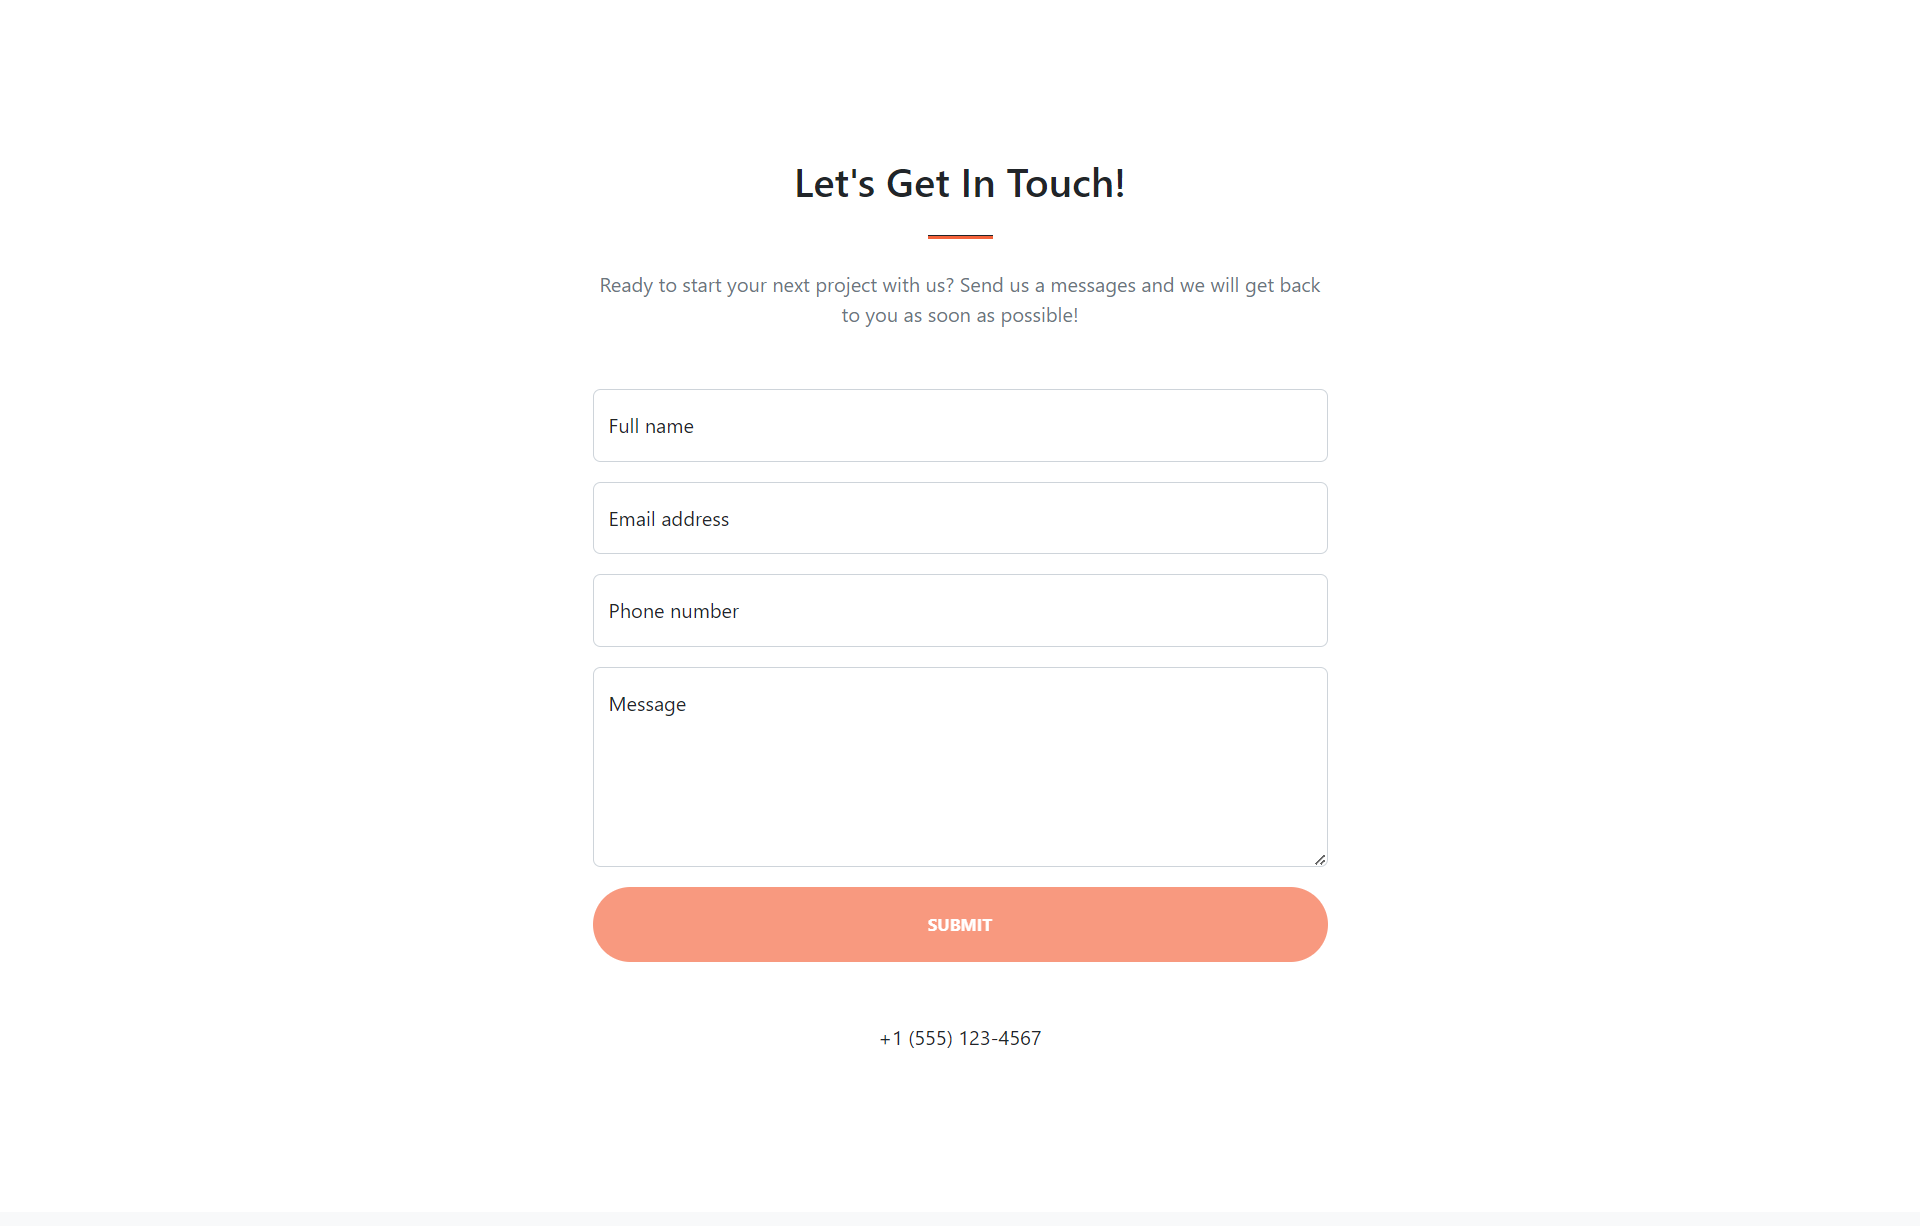 Let's Get In Touch!
Ready to start your next project with us? Send us a messages and we will get back
to you as soon as possible!
Full name
Email address
Phone number
Message
SUBMIT
+1 (555) 123-4567